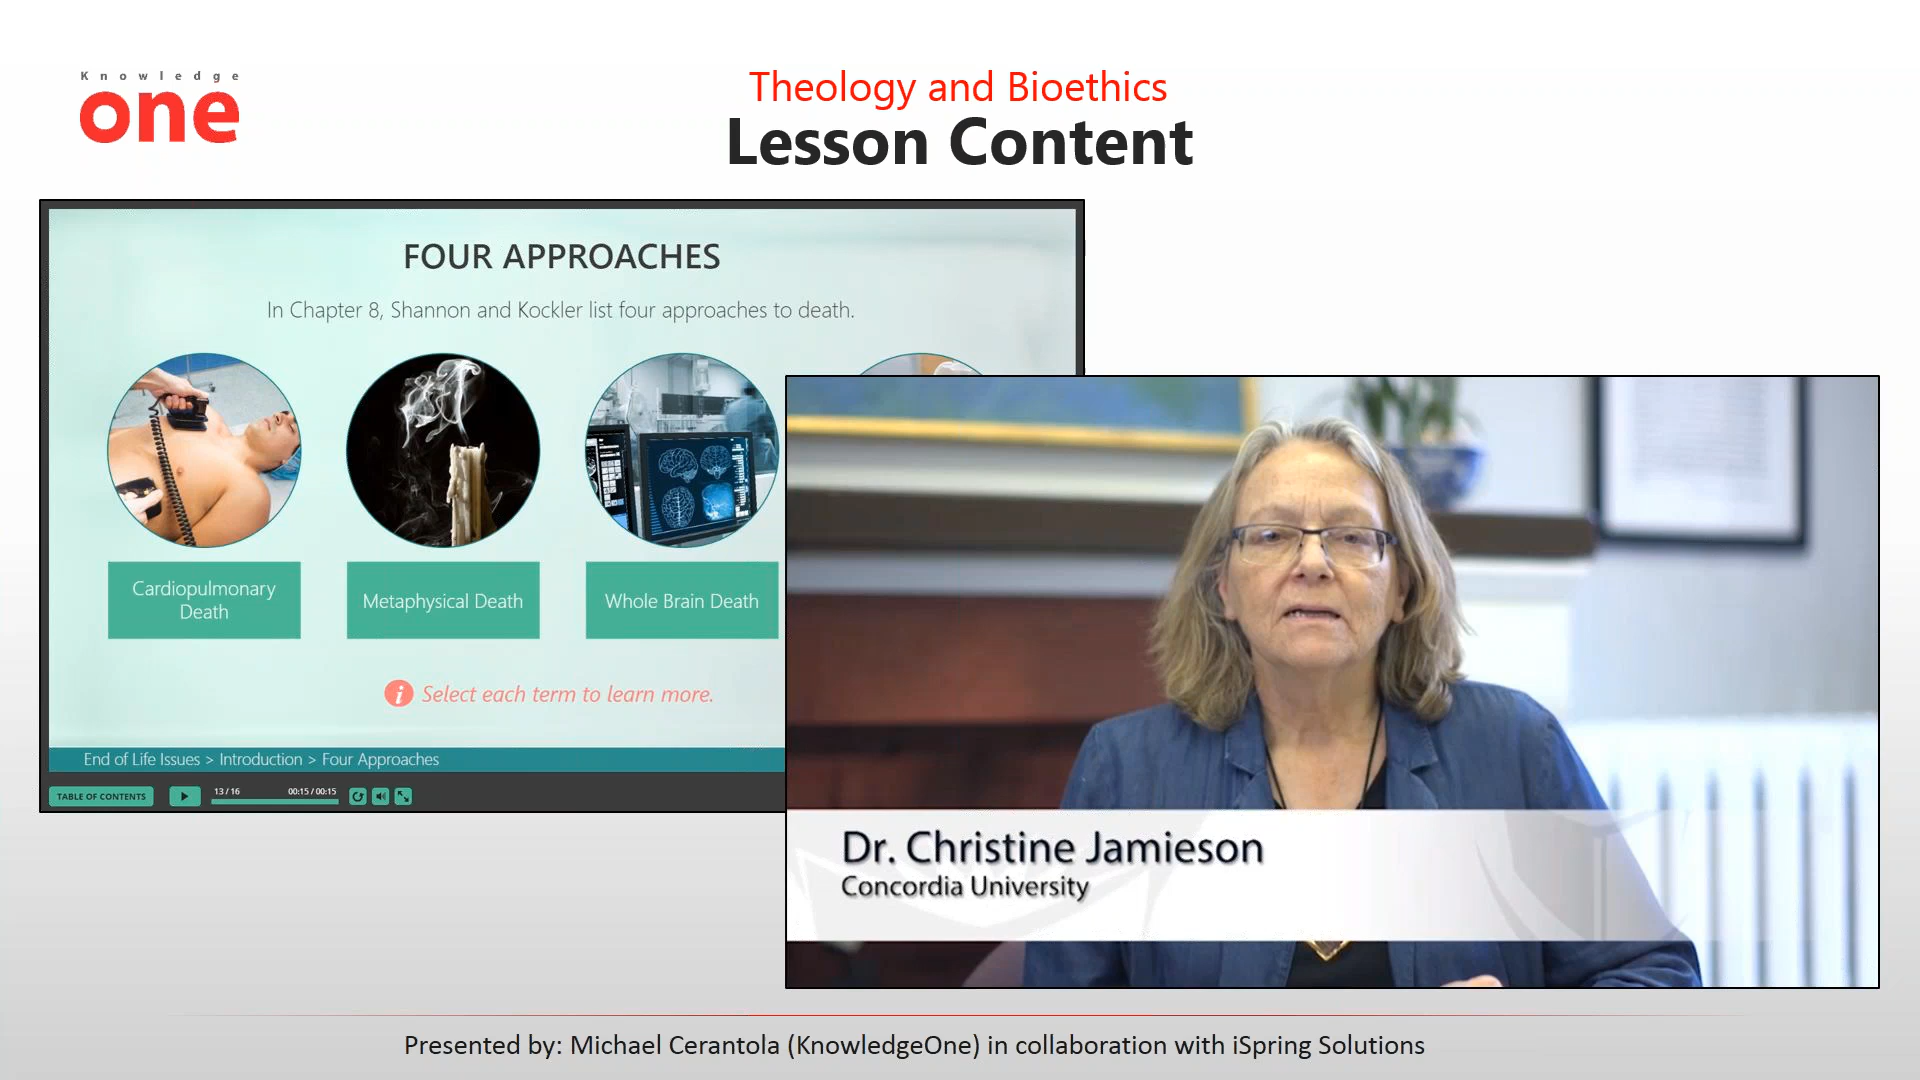 Knowledge
one
Theology and Bioethics
Lesson Content
FOUR APPROACHES
In Chapter 8, Shannon and Kockler list four approaches to death.
Cardiopulmonary
Death
Metaphysical Death
Whole Brain Death
i Select each term to learn more.
End of Life Issues > Introduction > Four Approaches
TABLE OF CONTENTS
13 / 16
00:15 / 00:15
Dr. Christine Jamieson
Concordia University
Presented by: Michael Cerantola (KnowledgeOne) in collaboration with iSpring Solutions